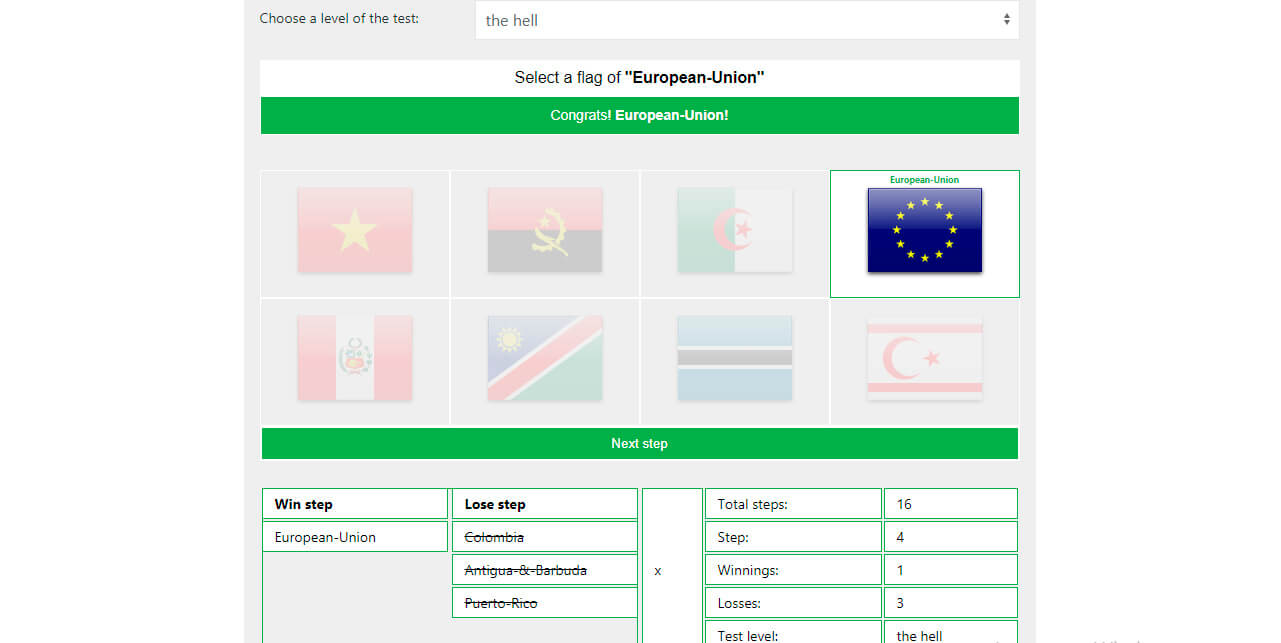 Choose a level of the test:
the hell
Select a flag of "European-Union"
Congrats! European-Union!
European-Union
Next step
Win step
Lose step
Total steps:
16
European-Union
Colombia
Step:
4
Antigua-&-Barbuda
x
Winnings:
1
Puerto-Rico
Losses:
3
Test level:
the hell